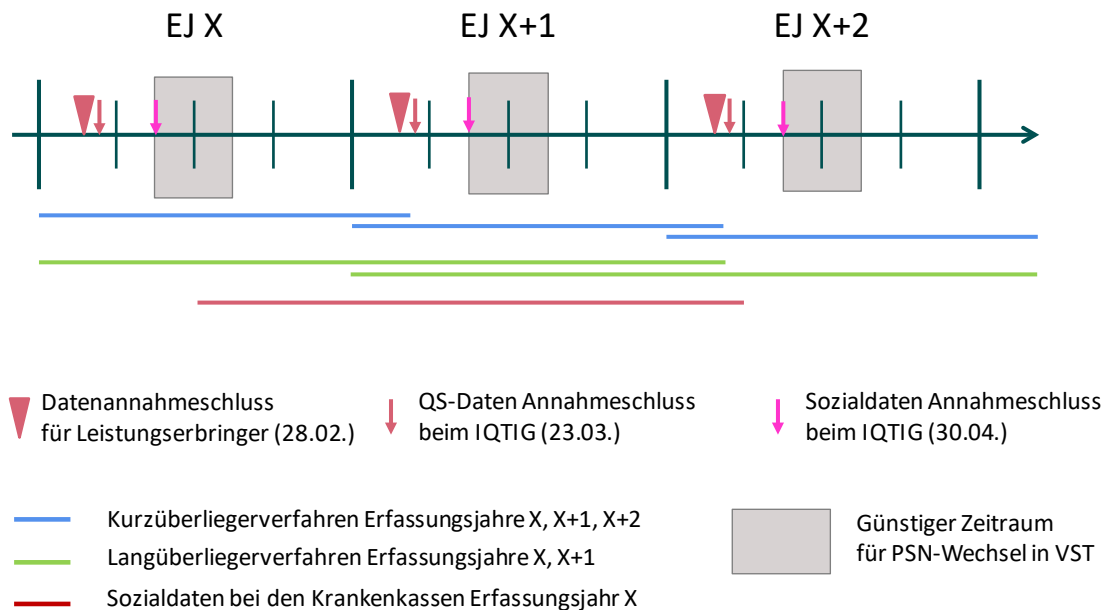 EJ X
EJ X+1
EJ X+2
Datenannahmeschluss
für Leistungserbringer (28.02.)
QS-Daten Annahmeschluss
beim IQTIG (23.03.)
Sozialdaten Annahmeschluss
beim IQTIG (30.04.)
Kurzüberliegerverfahren Erfassungsjahre X, X+1, X+2
Langüberliegerverfahren Erfassungsjahre X, X+1
Sozialdaten bei den Krankenkassen Erfassungsjahr X
Günstiger Zeitraum
für PSN-Wechsel in VST